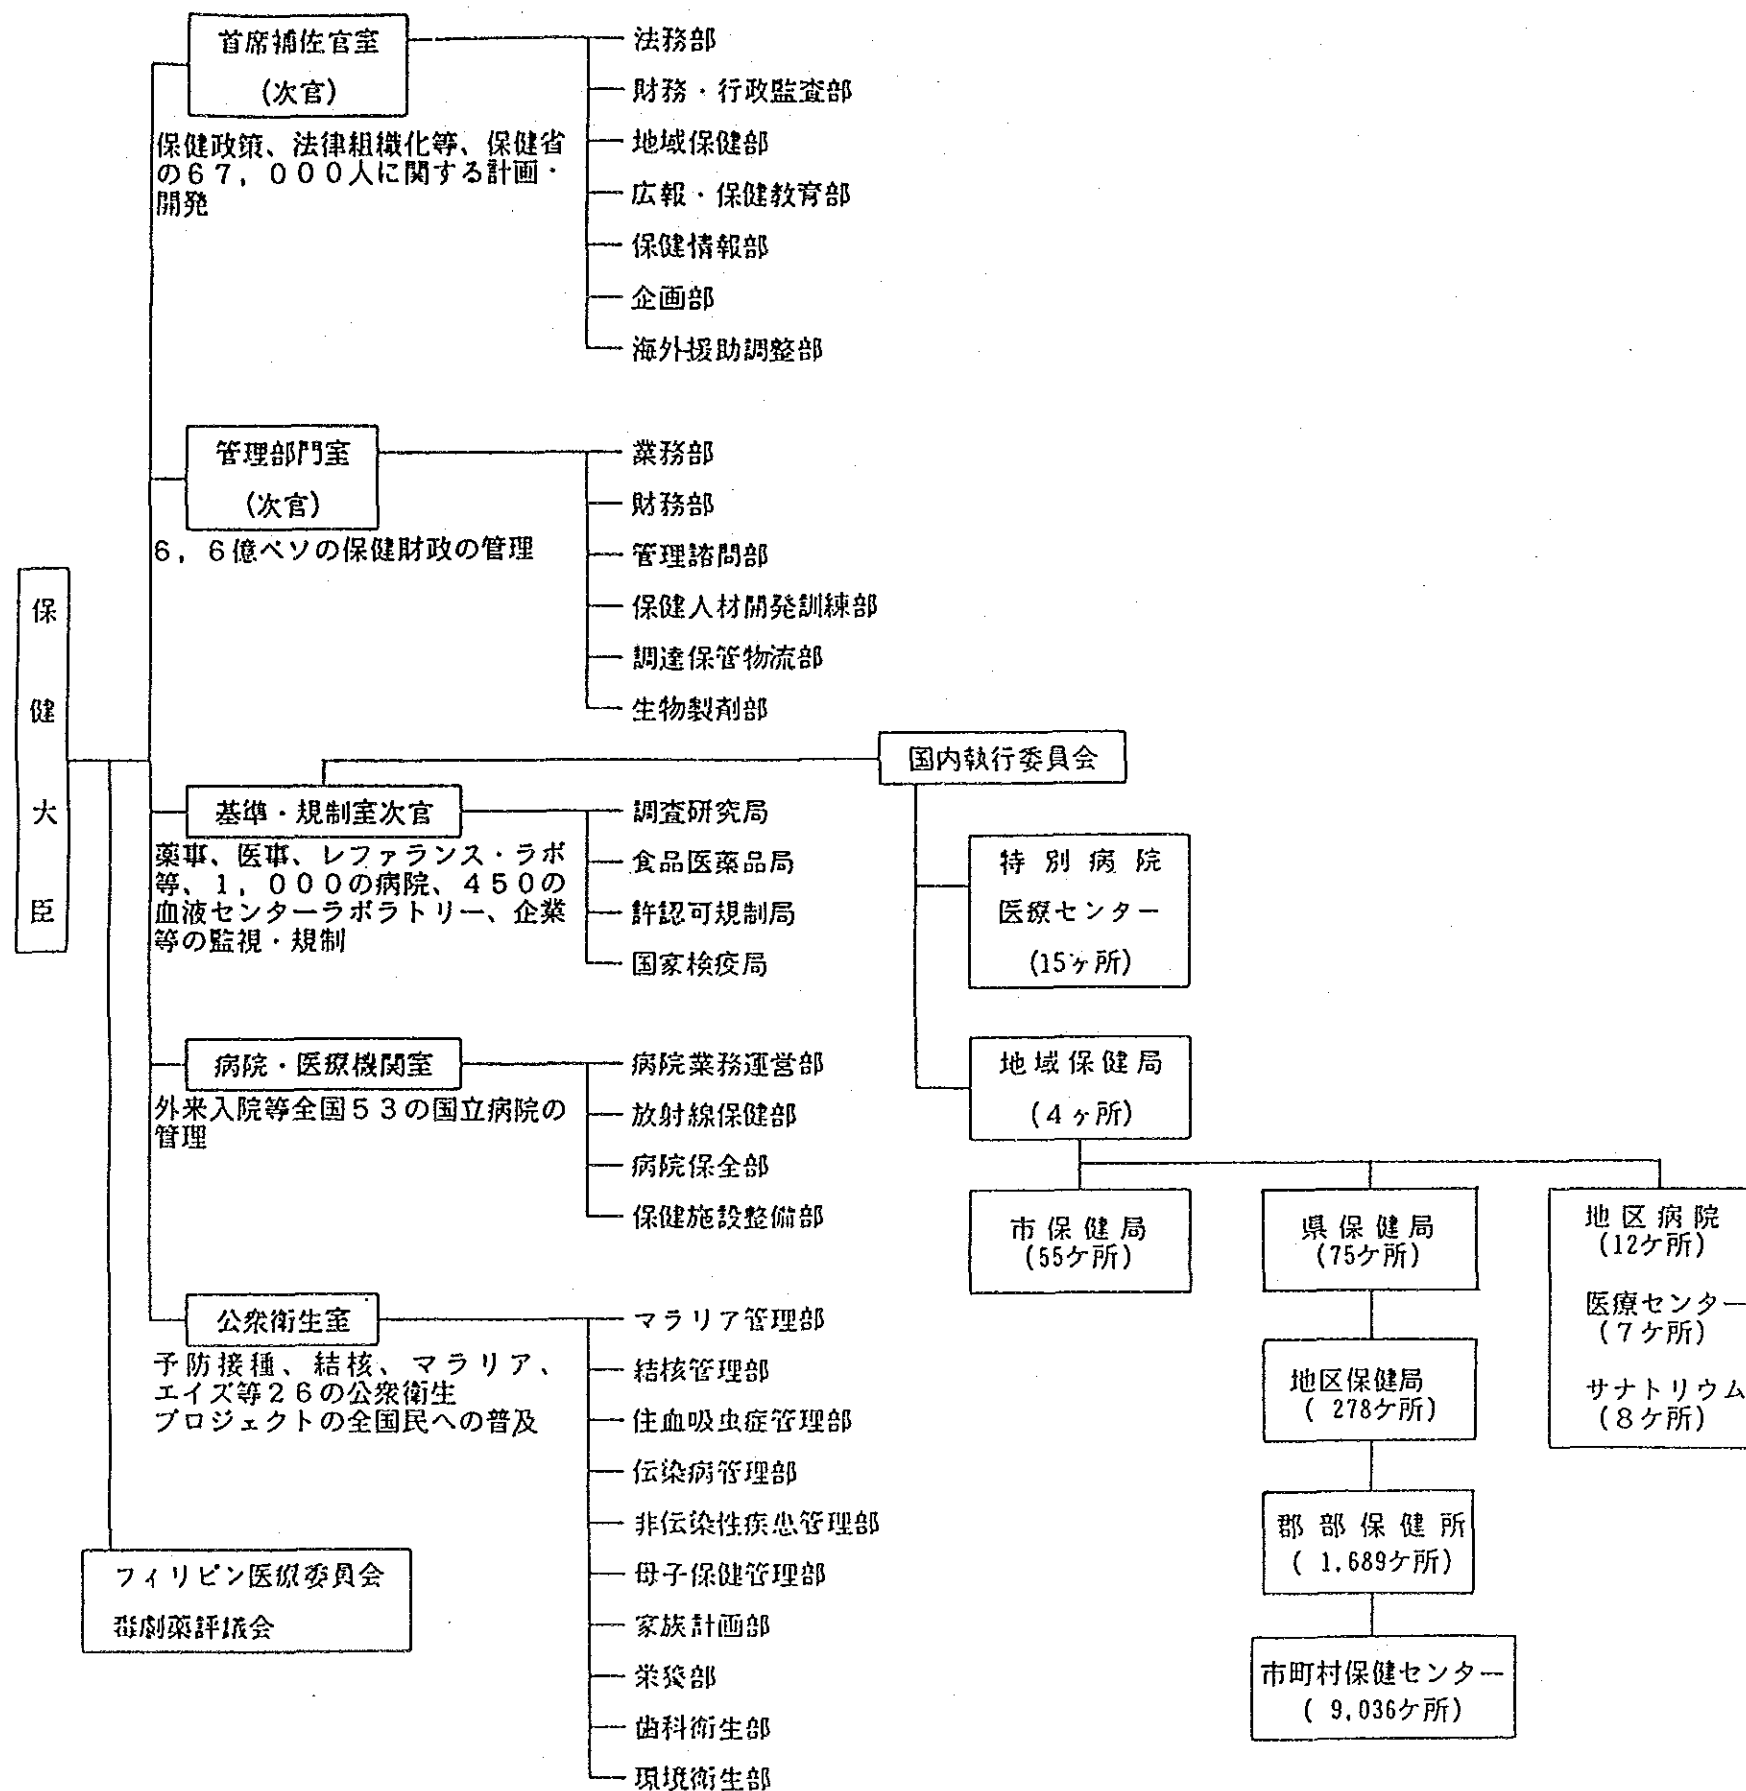 保健大臣
首席補佐官室
(次官)
保健政策、法律組織化等、保健省
の67,000人に関する計画・
開発
法務部
財務・行政監査部
地域保健部
広報・保健教育部
保健情報部
企画部
海外援助調整部
管理部門室
(次官)
6,6億ペソの保健財政の管理
業務部
財務部
管理諮問部
保健人材開発訓練部
調達保管物流部
生物製剤部
基準・規制室次官
薬事、医事、レファランス・ラボ
等、1,000の病院、450の
血液センターラボラトリー、企業
等の監視・規制
調査研究局
食品医薬品局
許認可規制局
国家検疫局
病院・医療機関室
外来入院等全国53の国立病院の
管理
病院業務運営部
放射線保健部
病院保全部
保健施設整備部
公衆衛生室
予防接種、結核、マラリア、
エイズ等26の公衆衛生
プロジェクトの全国民への普及
マラリア管理部
結核管理部
住血吸虫症管理部
伝染病管理部
非伝染性疾患管理部
母子保健管理部
家族計画部
栄養部
歯科衛生部
環境衛生部
フィリピン医療委員会
毒劇薬評議会
国内執行委員会
特別病院
医療センター
(15ヶ所)
地域保健局
(4ヶ所)
市保健局
(55ケ所)
県保健局
(75ケ所)
地区保健局
( 278ケ所)
郡部保健所
( 1,689ケ所)
市町村保健センター
( 9,036ケ所)
地区病院
(12ケ所)
医療センター
(7ケ所)
サナトリウム
(8ケ所)